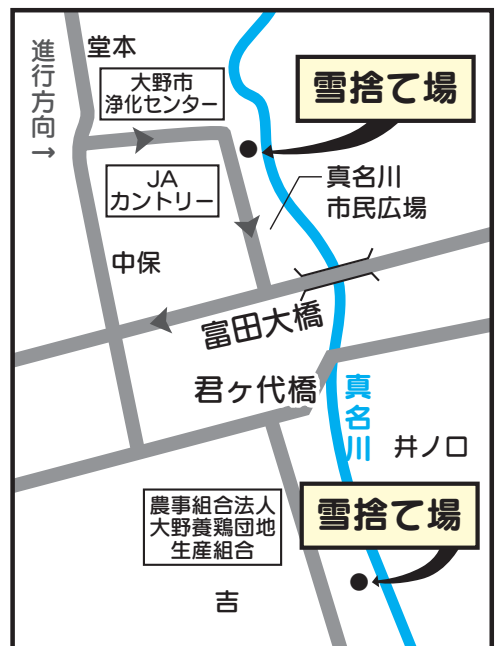 堂本
進行方向→
大野市
浄化センター
雪捨て場
JA
カントリー
真名川
市民広場
中保
富田大橋
君ヶ代橋
真名川
井ノ口
農事組合法人
大野養鶏団地
生産組合
雪捨て場
吉